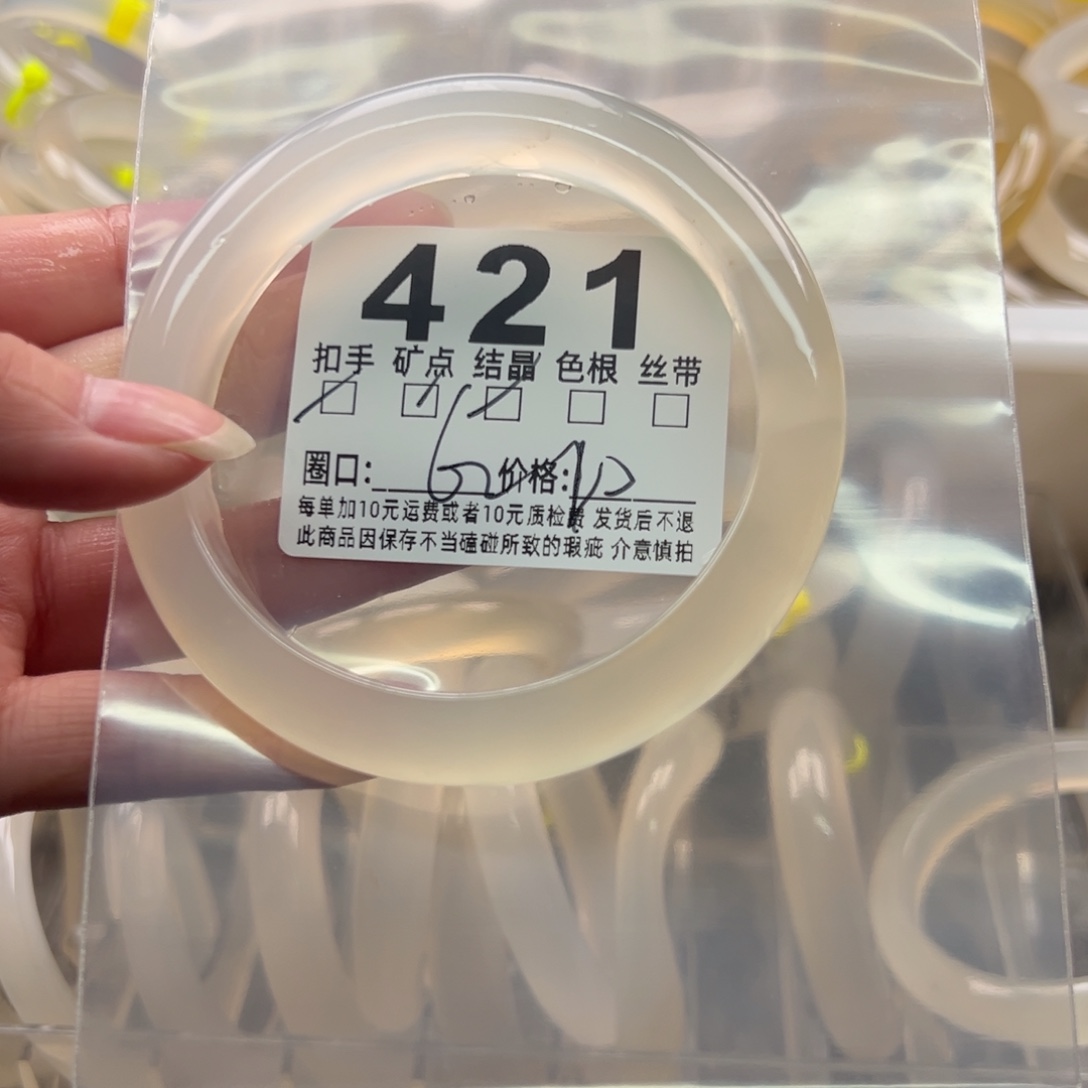 421
扣手 矿点 结晶 色根 丝带
圈口: 60 价格:
每单加10元运费或者10元质检费 发货后不退
此商品因保存不当磕碰所致的瑕疵 介意慎拍